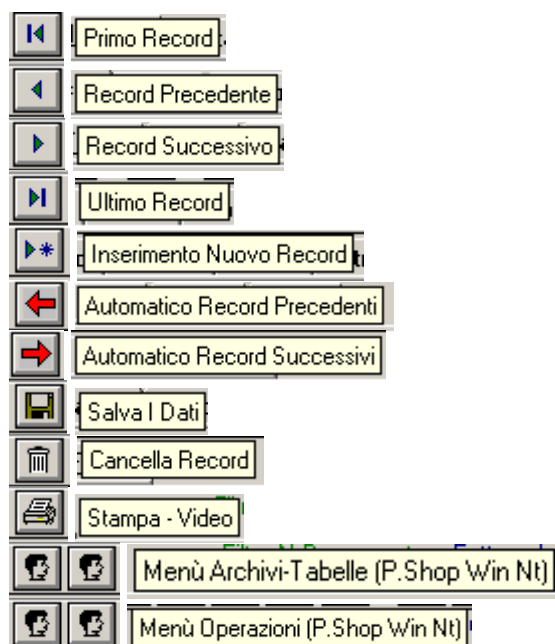 Primo Record
Record Precedente
Record Successivo
Ultimo Record
Inserimento Nuovo Record
Automatico Record Precedenti
Automatico Record Successivi
Salva I Dati
Cancella Record
Stampa - Video
Menù Archivi-Tabelle (P.Shop Win Nt)
Menù Operazioni (P.Shop Win Nt)